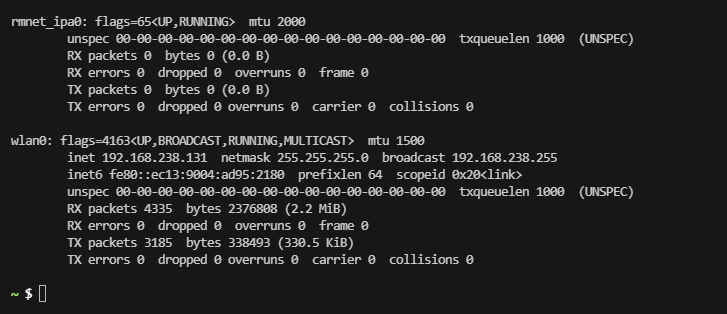 rmnet_ipa0: flags=65<UP,RUNNING>  mtu 2000
        unspec 00-00-00-00-00-00-00-00-00-00-00-00-00-00-00-00  txqueuelen 1000  (UNSPEC)
        RX packets 0  bytes 0 (0.0 B)
        RX errors 0  dropped 0  overruns 0  frame 0
        TX packets 0  bytes 0 (0.0 B)
        TX errors 0  dropped 0 overruns 0  carrier 0  collisions 0

wlan0: flags=4163<UP,BROADCAST,RUNNING,MULTICAST>  mtu 1500
        inet 192.168.238.131  netmask 255.255.255.0  broadcast 192.168.238.255
        inet6 fe80::ec13:9004:ad95:2180  prefixlen 64  scopeid 0x20<link>
        unspec 00-00-00-00-00-00-00-00-00-00-00-00-00-00-00-00  txqueuelen 1000  (UNSPEC)
        RX packets 4335  bytes 2376808 (2.2 MiB)
        RX errors 0  dropped 0  overruns 0  frame 0
        TX packets 3185  bytes 338493 (330.5 KiB)
        TX errors 0  dropped 0 overruns 0  carrier 0  collisions 0

~ $